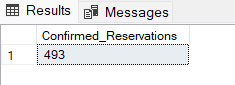 Results Messages
Confirmed_Reservations
1 493